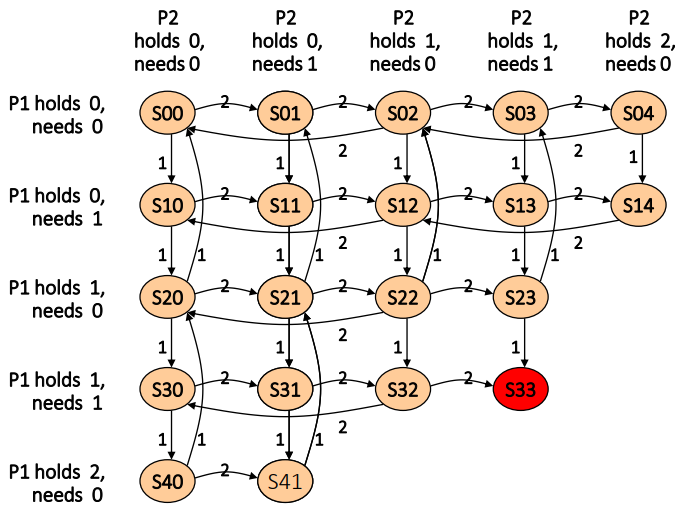 P2 P2 P2 P2 P2
holds 0, holds 0, holds 1, holds 1, holds 2,
needs 0 needs 1 needs 0 needs 1 needs 0
P1 holds 0,
needs 0
S00 2 S01 2 S02 2 S03 2 S04
2 2
1 1 1 1 1
P1 holds 0,
needs 1
S10 2 S11 2 S12 2 S13 2 S14
2 2
1 1 1 1 1 1 1 1
P1 holds 1,
needs 0
S20 2 S21 2 S22 2 S23
2
1 1 1 1
P1 holds 1,
needs 1
S30 2 S31 2 S32 2 S33
2
1 1 1 1
P1 holds 2,
needs 0
S40 2 S41